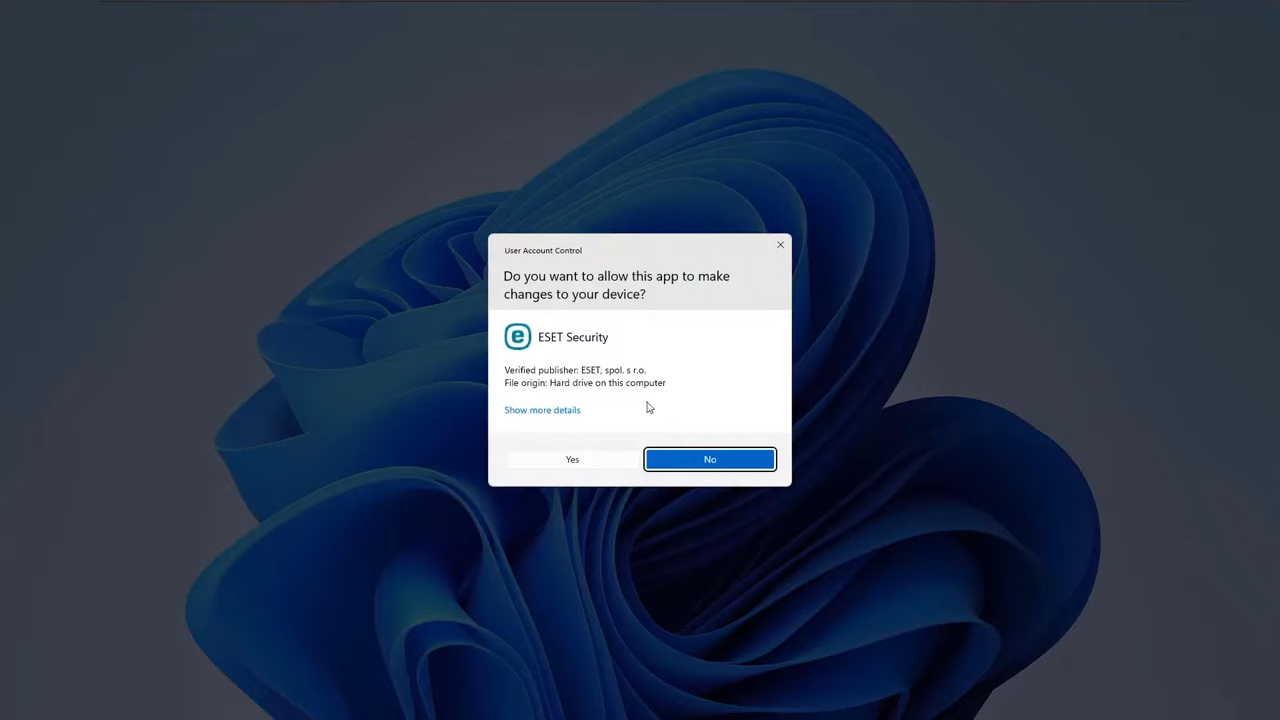 User Account Control
Do you want to allow this app to make
changes to your device?
ESET Security
Verified publisher: ESET, spol. s r.o.
File origin: Hard drive on this computer
Show more details
Yes
No